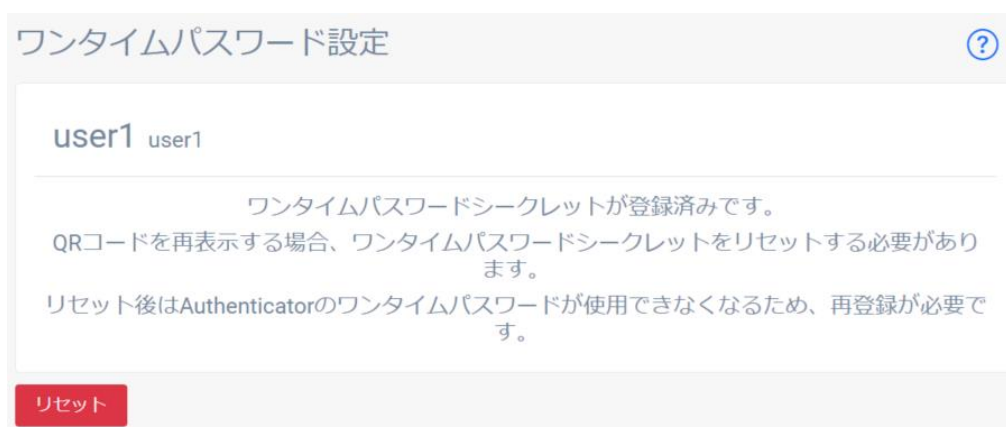 ワンタイムパスワード設定
?
user1 user1
ワンタイムパスワードシークレットが登録済みです。
QRコードを再表示する場合、ワンタイムパスワードシークレットをリセットする必要があり
ます。
リセット後はAuthenticatorのワンタイムパスワードが使用できなくなるため、再登録が必要で
す。
リセット